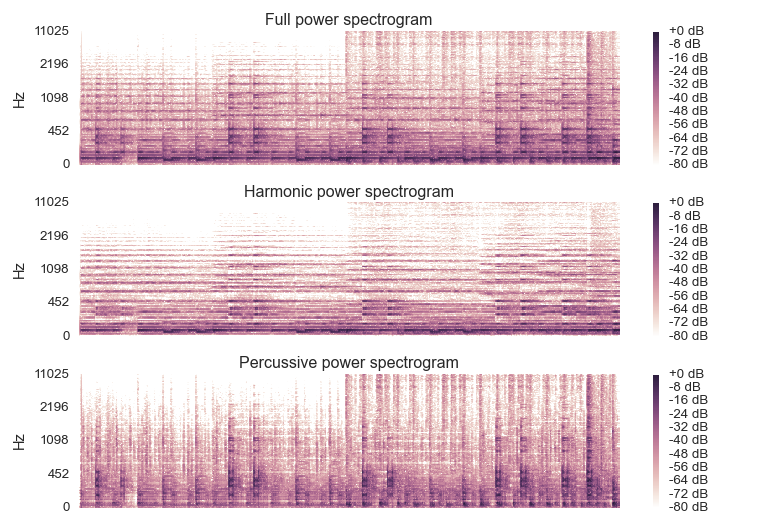 Full power spectrogram
11025
2196
1098
452
0
Hz
+0 dB
-8 dB
-16 dB
-24 dB
-32 dB
-40 dB
-48 dB
-56 dB
-64 dB
-72 dB
-80 dB
Harmonic power spectrogram
11025
2196
1098
452
0
Hz
+0 dB
-8 dB
-16 dB
-24 dB
-32 dB
-40 dB
-48 dB
-56 dB
-64 dB
-72 dB
-80 dB
Percussive power spectrogram
11025
2196
1098
452
0
Hz
+0 dB
-8 dB
-16 dB
-24 dB
-32 dB
-40 dB
-48 dB
-56 dB
-64 dB
-72 dB
-80 dB